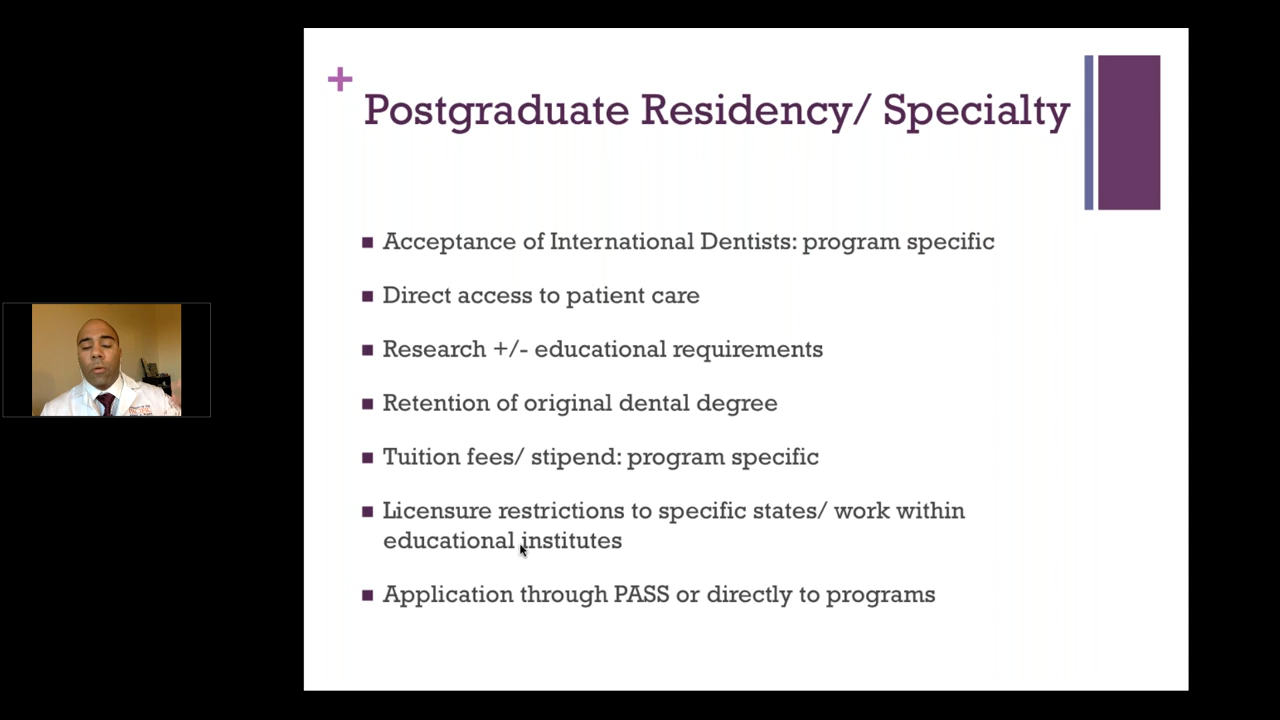 +
Postgraduate Residency/ Specialty
■ Acceptance of International Dentists: program specific
■ Direct access to patient care
■ Research +/- educational requirements
■ Retention of original dental degree
■ Tuition fees/ stipend: program specific
■ Licensure restrictions to specific states/ work within
educational institutes
■ Application through PASS or directly to programs